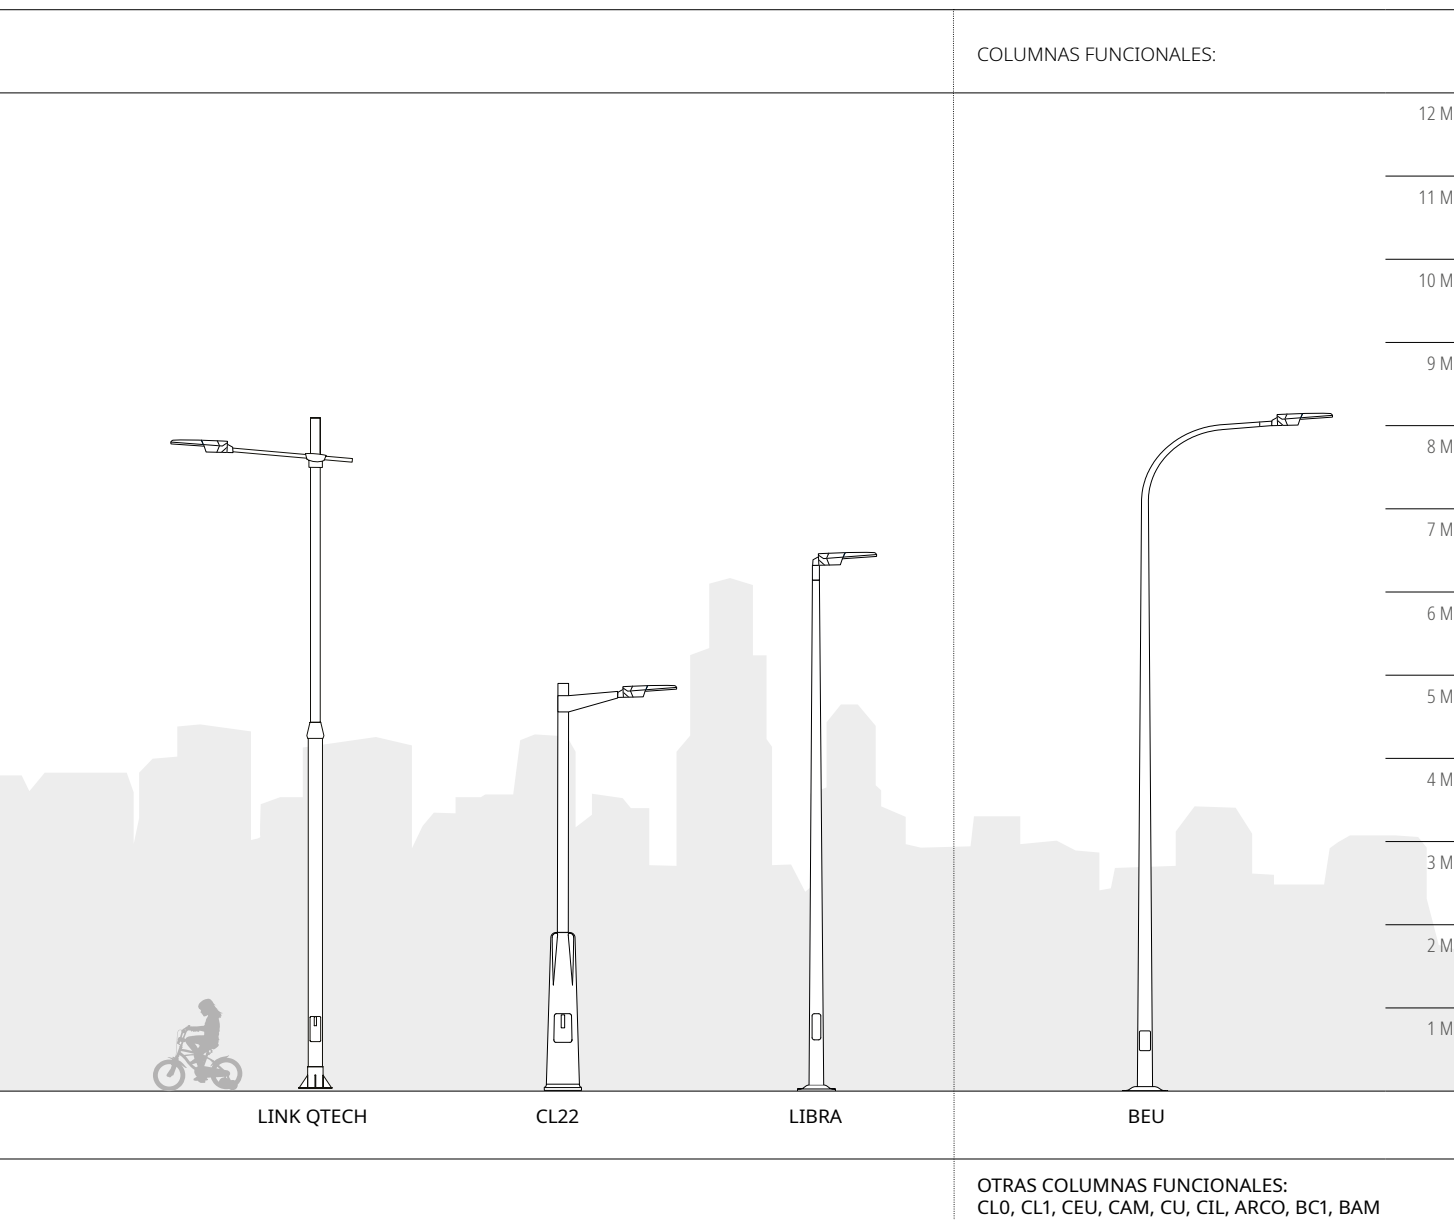 COLUMNAS FUNCIONALES:
12 M
11 M
10 M
9 M
8 M
7 M
6 M
5 M
4 M
3 M
2 M
1 M
LINK QTECH
CL22
LIBRA
BEU
OTRAS COLUMNAS FUNCIONALES:
CL0, CL1, CEU, CAM, CU, CIL, ARCO, BC1, BAM